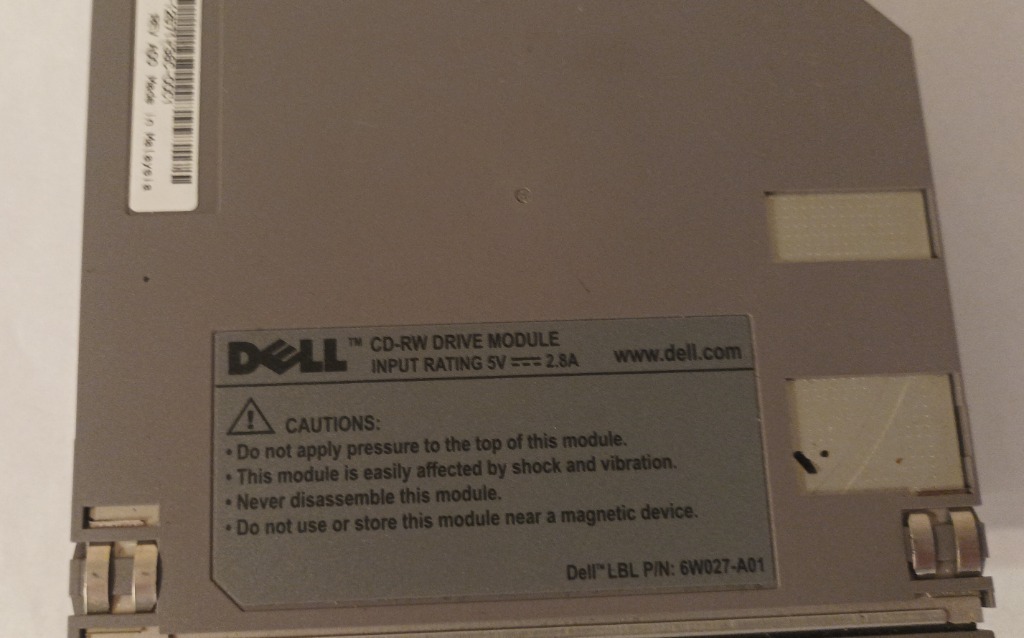 REV A00 Made in Malaysia
DELL™ CD-RW DRIVE MODULE
INPUT RATING 5V ⎓ 2.8A
www.dell.com
CAUTIONS:
• Do not apply pressure to the top of this module.
• This module is easily affected by shock and vibration.
• Never disassemble this module.
• Do not use or store this module near a magnetic device.
Dell™ LBL P/N: 6W027-A01